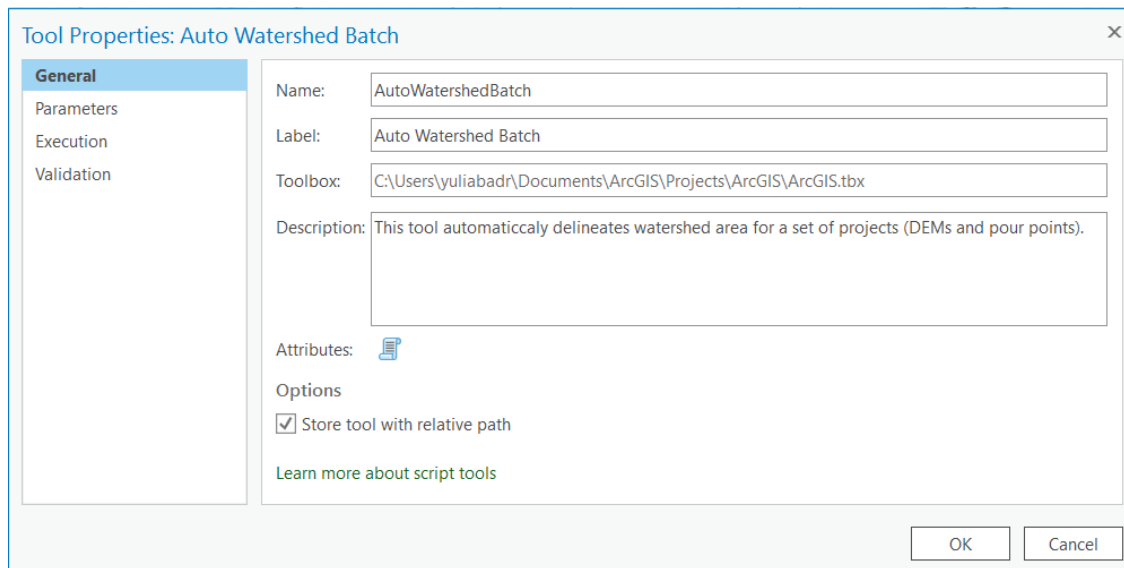 Tool Properties: Auto Watershed Batch
General
Parameters
Execution
Validation
Name: AutoWatershedBatch
Label: Auto Watershed Batch
Toolbox: C:\Users\yuliabadr\Documents\ArcGIS\Projects\ArcGIS\ArcGIS.tbx
Description: This tool automaticcaly delineates watershed area for a set of projects (DEMs and pour points).
Attributes:
Options
Store tool with relative path
Learn more about script tools
OK Cancel